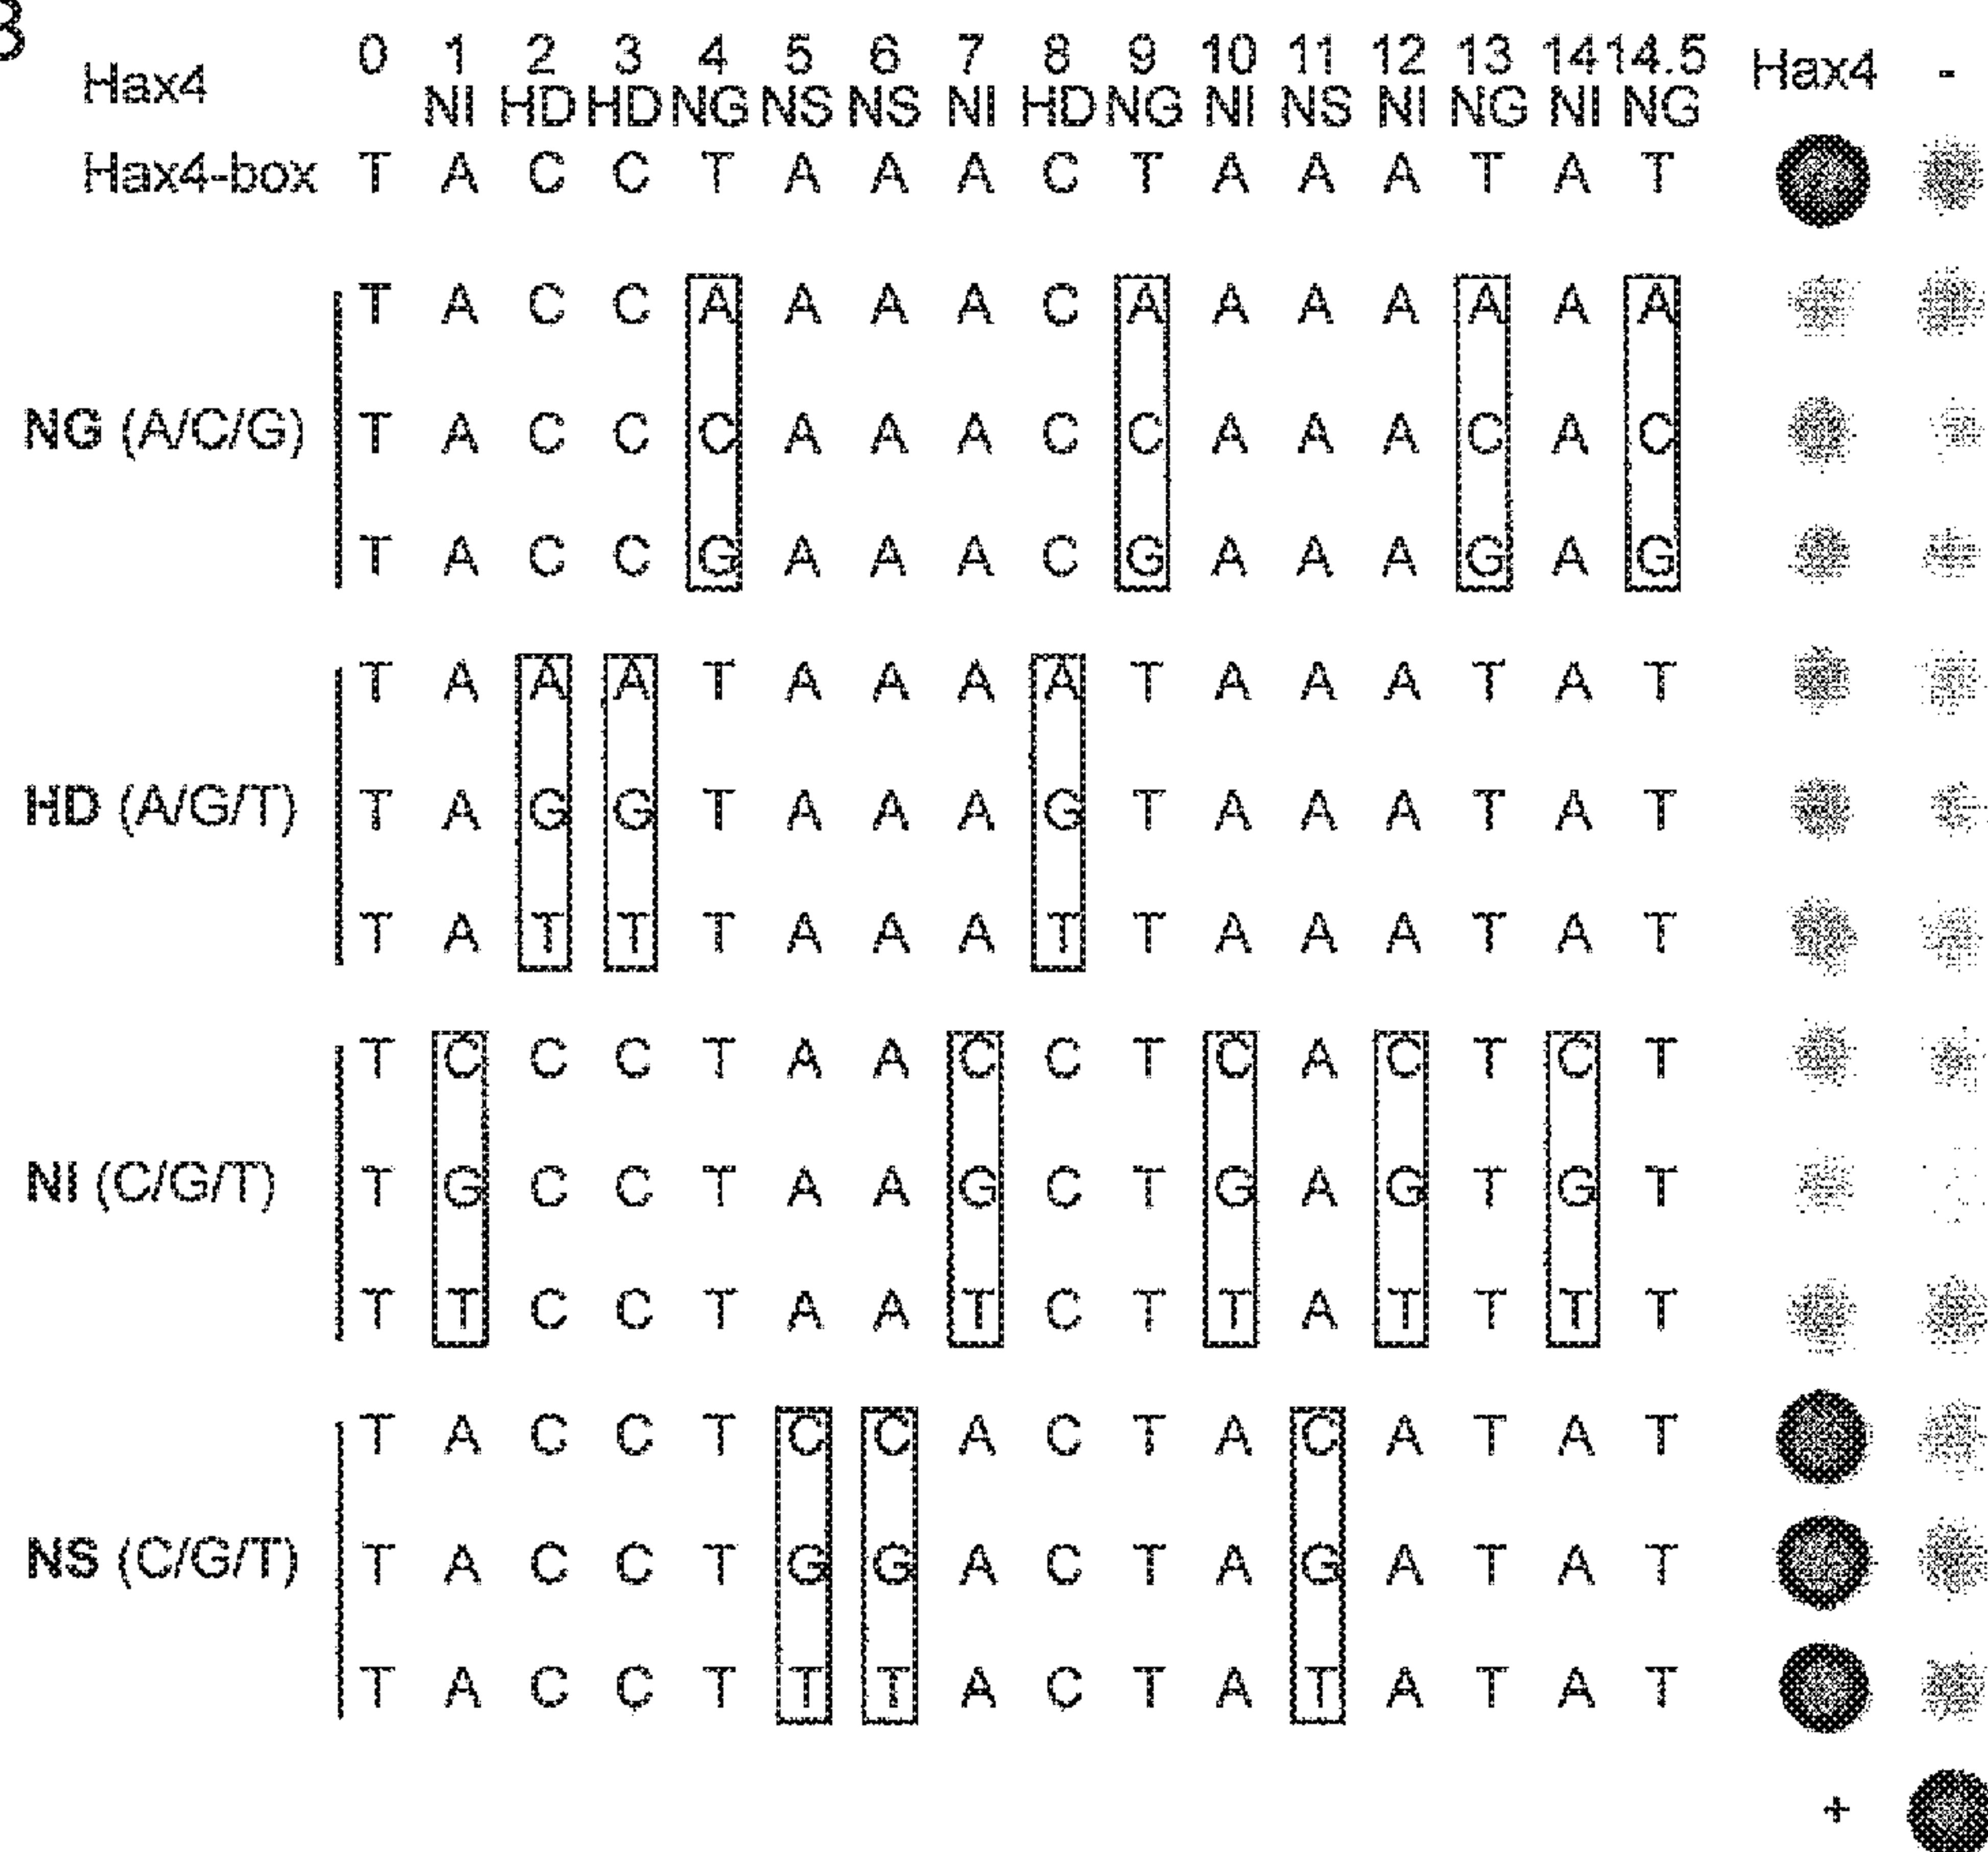 B
0 1 2 3 4 5 6 7 8 9 10 11 12 13 14 14.5
Hax4 NI HD HD NG NS NS NI HD NG NI NS NI NG NI NG Hax4 -
Hax4-box T A C C T A A A C T A A A T A T
T A C C A A A A C A A A A A A A
NG (A/C/G) T A C C C A A A C C A A A C A C
T A C C G A A A C G A A A G A G
T A A A T A A A A T A A A T A T
HD (A/G/T) T A G G T A A A G T A A A T A T
T A T T T A A A T T A A A T A T
T C C C T A A C C T C A C T C T
NI (C/G/T) T G C C T A A G C T G A G T G T
T T C C T A A T C T T A T T T T
T A C C T C C A C T A C A T A T
NS (C/G/T) T A C C T G G A C T A G A T A T
T A C C T T T A C T A T A T A T
+